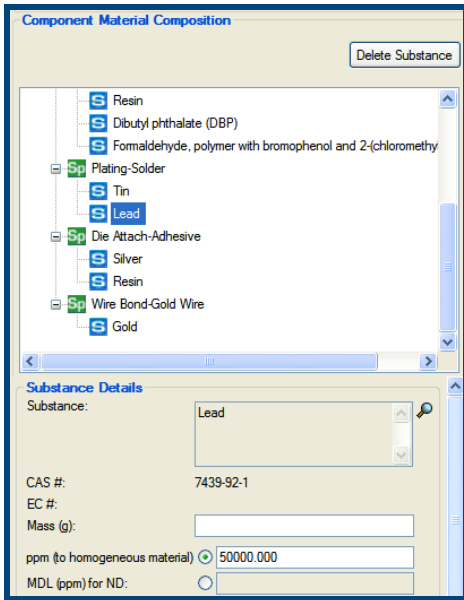 Component Material Composition
Delete Substance
S Resin
S Dibutyl phthalate (DBP)
S Formaldehyde, polymer with bromophenol and 2-(chloromethy
Sp Plating-Solder
S Tin
S Lead
Sp Die Attach-Adhesive
S Silver
S Resin
Sp Wire Bond-Gold Wire
S Gold
Substance Details
Substance: Lead
CAS #: 7439-92-1
EC #:
Mass (g):
ppm (to homogeneous material) 50000.000
MDL (ppm) for ND: